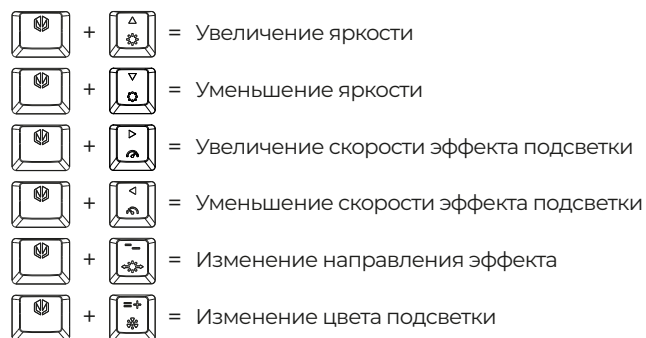 + = Увеличение яркости
+ = Уменьшение яркости
+ = Увеличение скорости эффекта подсветки
+ = Уменьшение скорости эффекта подсветки
+ - _ = Изменение направления эффекта
+ = + = Изменение цвета подсветки